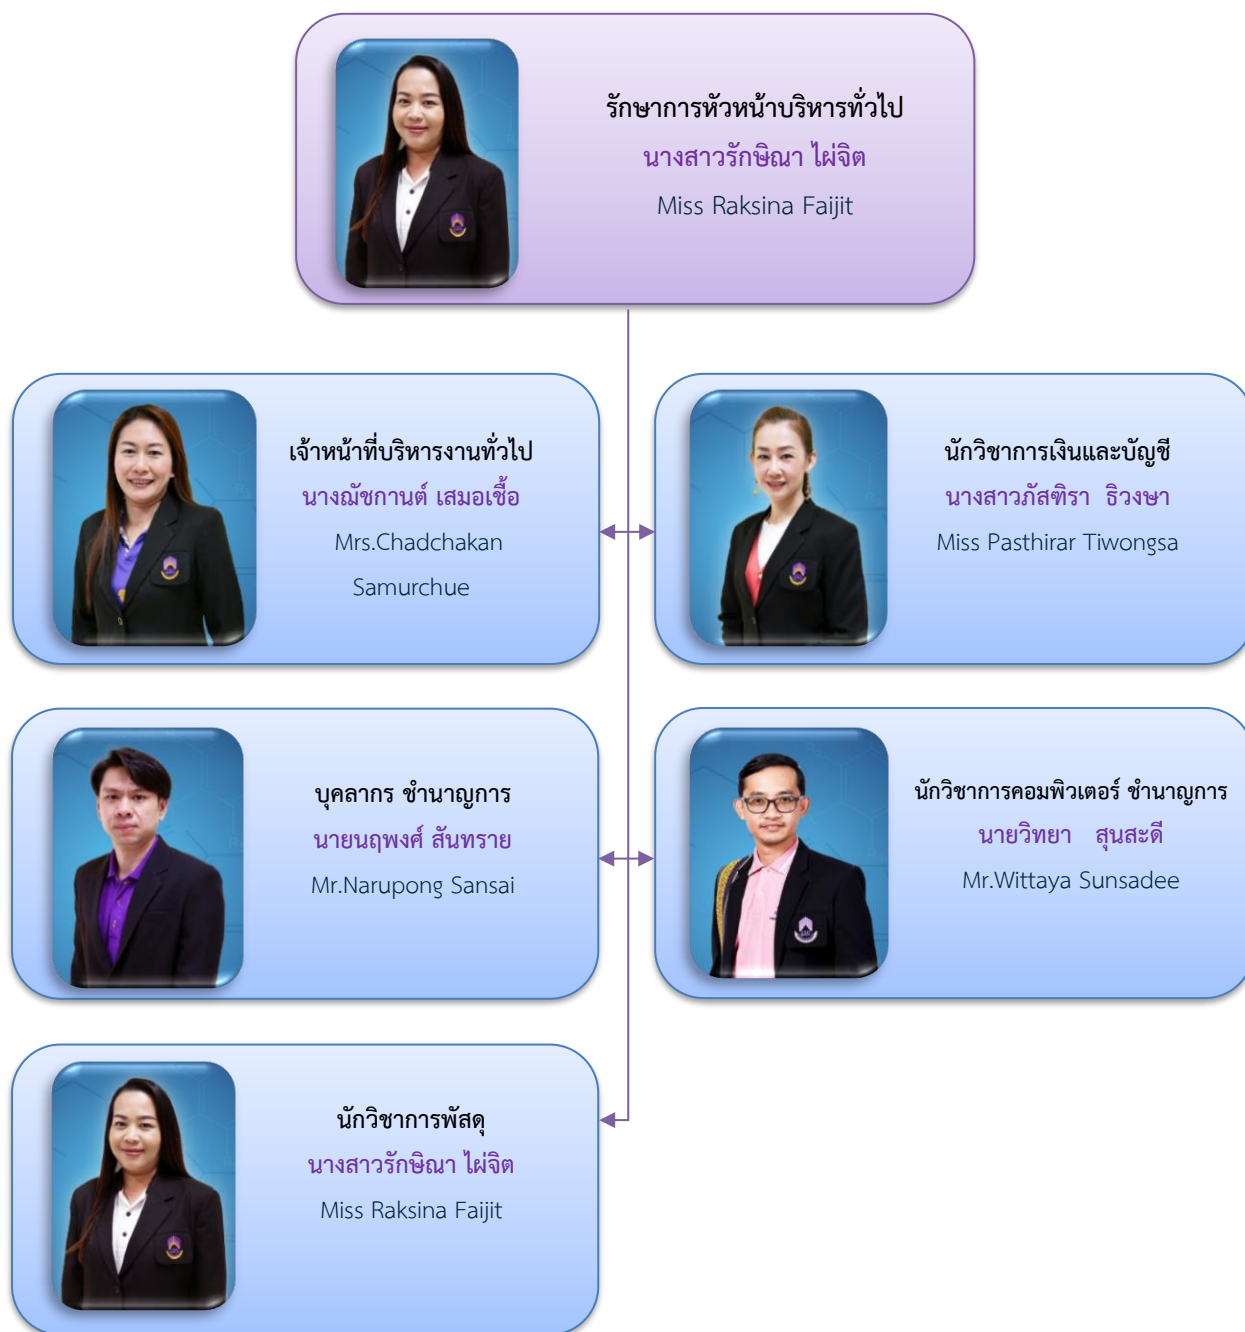 รักษาการหัวหน้าบริหารทั่วไป
นางสาวรักษิณา ไผ่จิต
Miss Raksina Faijit
เจ้าหน้าที่บริหารงานทั่วไป
นางณัชกานต์ เสมอเชื้อ
Mrs.Chadchakan
Samurchue
นักวิชาการเงินและบัญชี
นางสาวภัสฑิรา  ธิวงษา
Miss Pasthirar Tiwongsa
บุคลากร ชำนาญการ
นายนฤพงศ์ สันทราย
Mr.Narupong Sansai
นักวิชาการคอมพิวเตอร์ ชำนาญการ
นายวิทยา   สุนสะดี
Mr.Wittaya Sunsadee
นักวิชาการพัสดุ
นางสาวรักษิณา ไผ่จิต
Miss Raksina Faijit